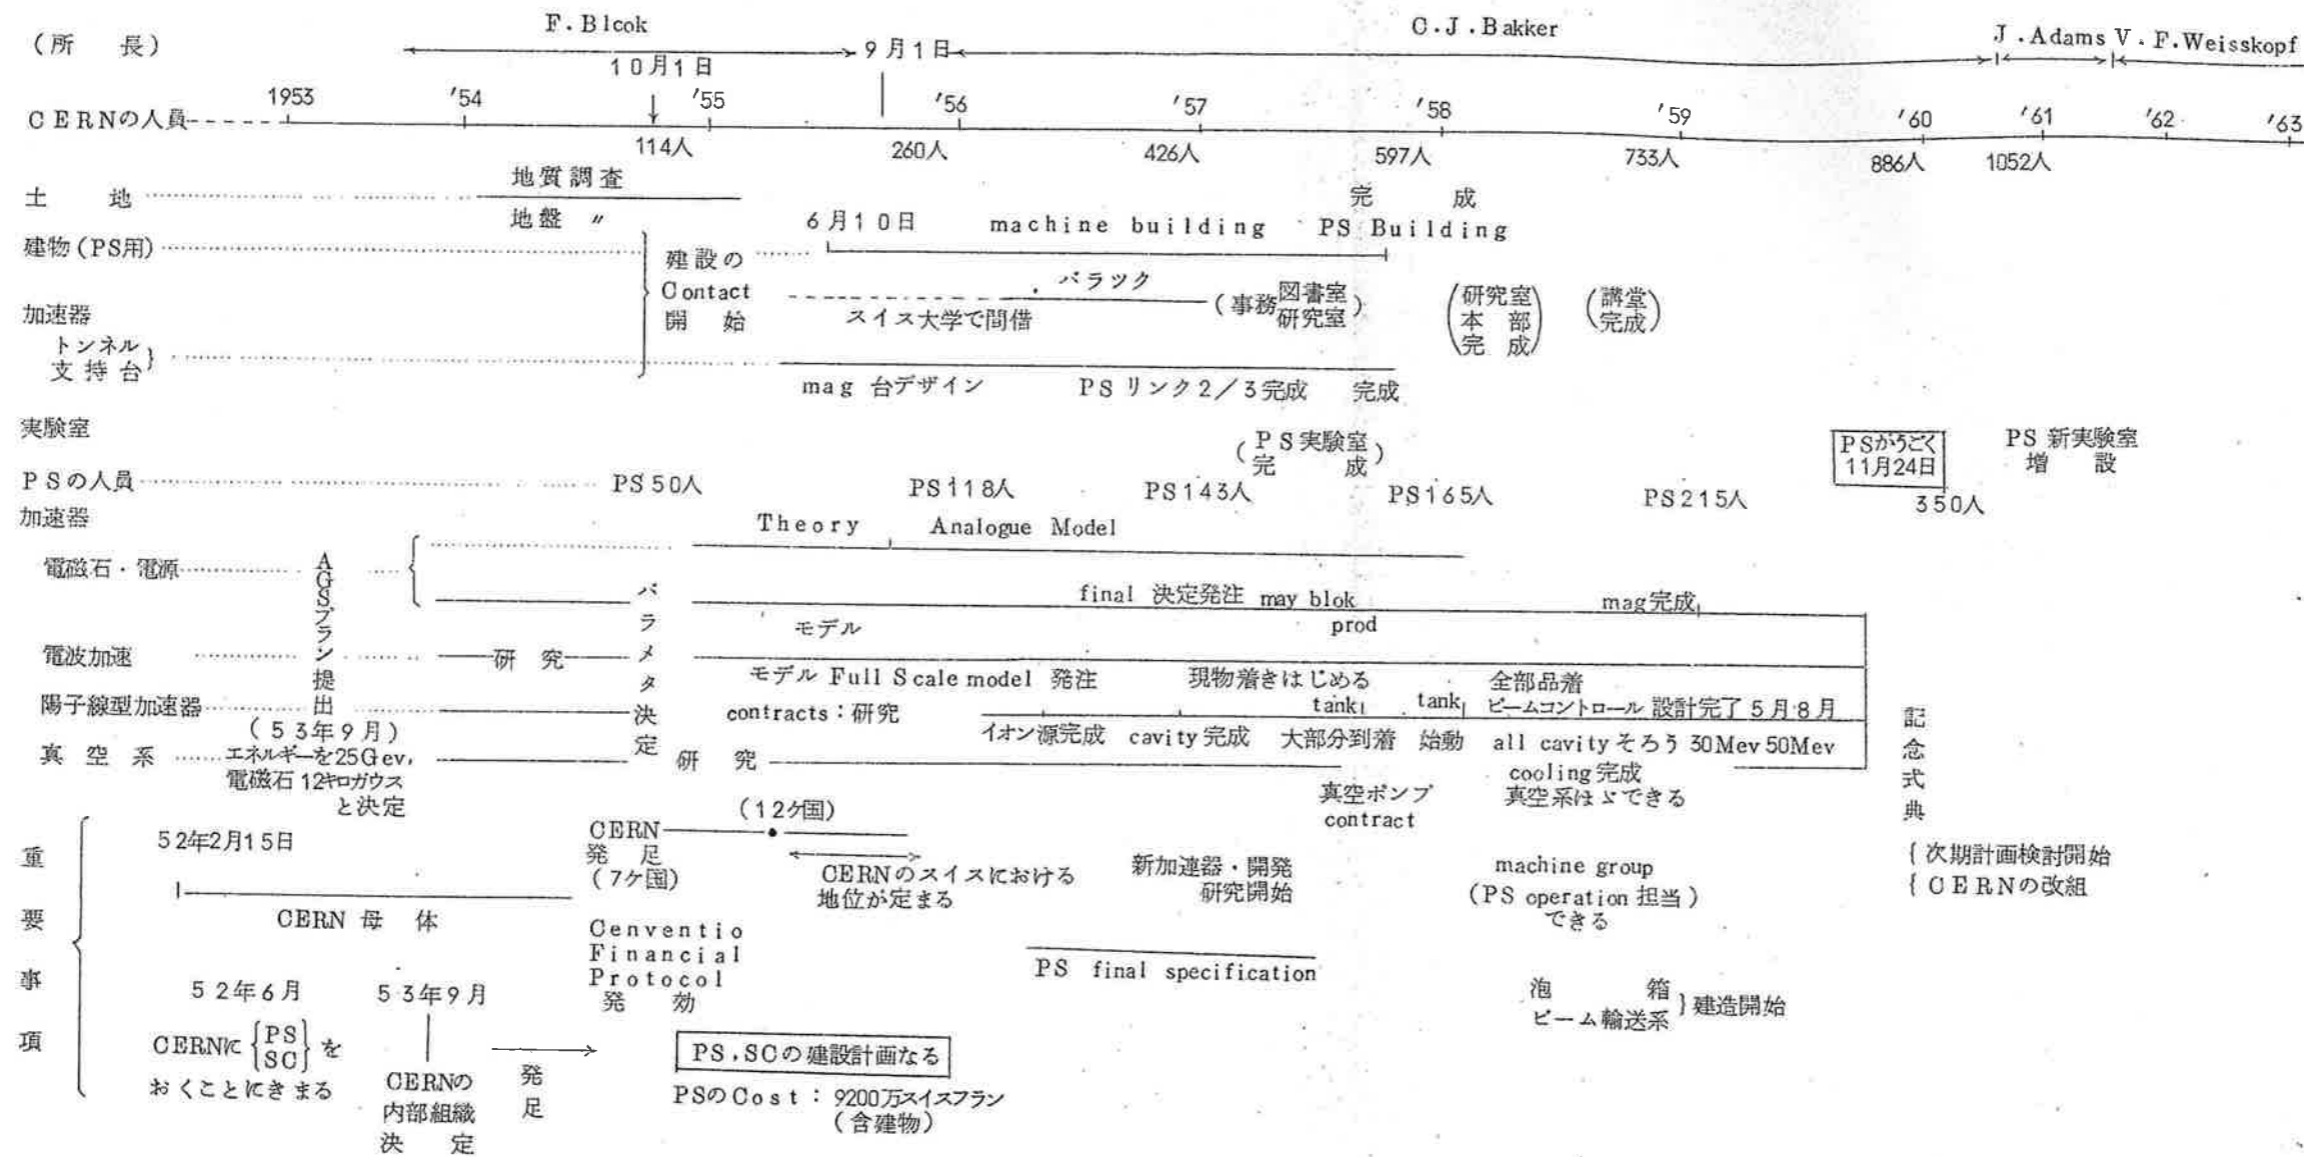 (所 長)
F.Blcok
9月1日
C.J.Bakker
J.Adams V.F.Weisskopf
10月1日
CERNの人員
1953 '54 '55 '56 '57 '58 '59 '60 '61 '62 '63
114人 260人 426人 597人 733人 886人 1052人
土 地
地質調査
地盤 〃
完 成
建物(PS用)
6月10日 machine building PS Building
建設の
Contact
開 始
バラック
スイス大学で間借
(事務 図書室
研究室)
(研究室
本 部
完 成)
(講堂
完成)
加速器
トンネル
支持台}
mag 台デザイン PSリンク2/3完成 完成
実験室
(PS実験室
完 成)
PSがうごく
11月24日
PS 新実験室
増 設
PSの人員
PS50人 PS118人 PS143人 PS165人 PS215人 350人
加速器
Theory Analogue Model
電磁石・電源
AGSプラン提出
(53年9月)
エネルギーを25Gev,
電磁石12キロガウス
と決定
パラメタ決定
final 決定発注 may blok
prod
mag完成
モデル
電波加速
研 究
モデル Full Scale model 発注 現物着きはじめる 全部品着
陽子線型加速器
contracts:研究
tank tank ビームコントロール 設計完了 5月8月
イオン源完成 cavity完成 大部分到着 始動 all cavityそろう 30Mev 50Mev
真 空 系
研 究
cooling完成
真空ポンプ
contract
真空系ほゞできる
記念式典
重要事項
52年2月15日
CERN 母 体
CERN
発 足
(7ケ国)
(12ケ国)
CERNのスイスにおける
地位が定まる
新加速器・開発
研究開始
machine group
(PS operation 担当)
できる
{次期計画検討開始
{CERNの改組
Cenventio
Financial
Protocol
発 効
PS final specification
52年6月
CERNに{PS
SC}を
おくことにきまる
53年9月
CERNの
内部組織
決 定
発
足
PS,SCの建設計画なる
PSのCost:9200万スイスフラン
(含建物)
泡 箱
ビーム輸送系}建造開始